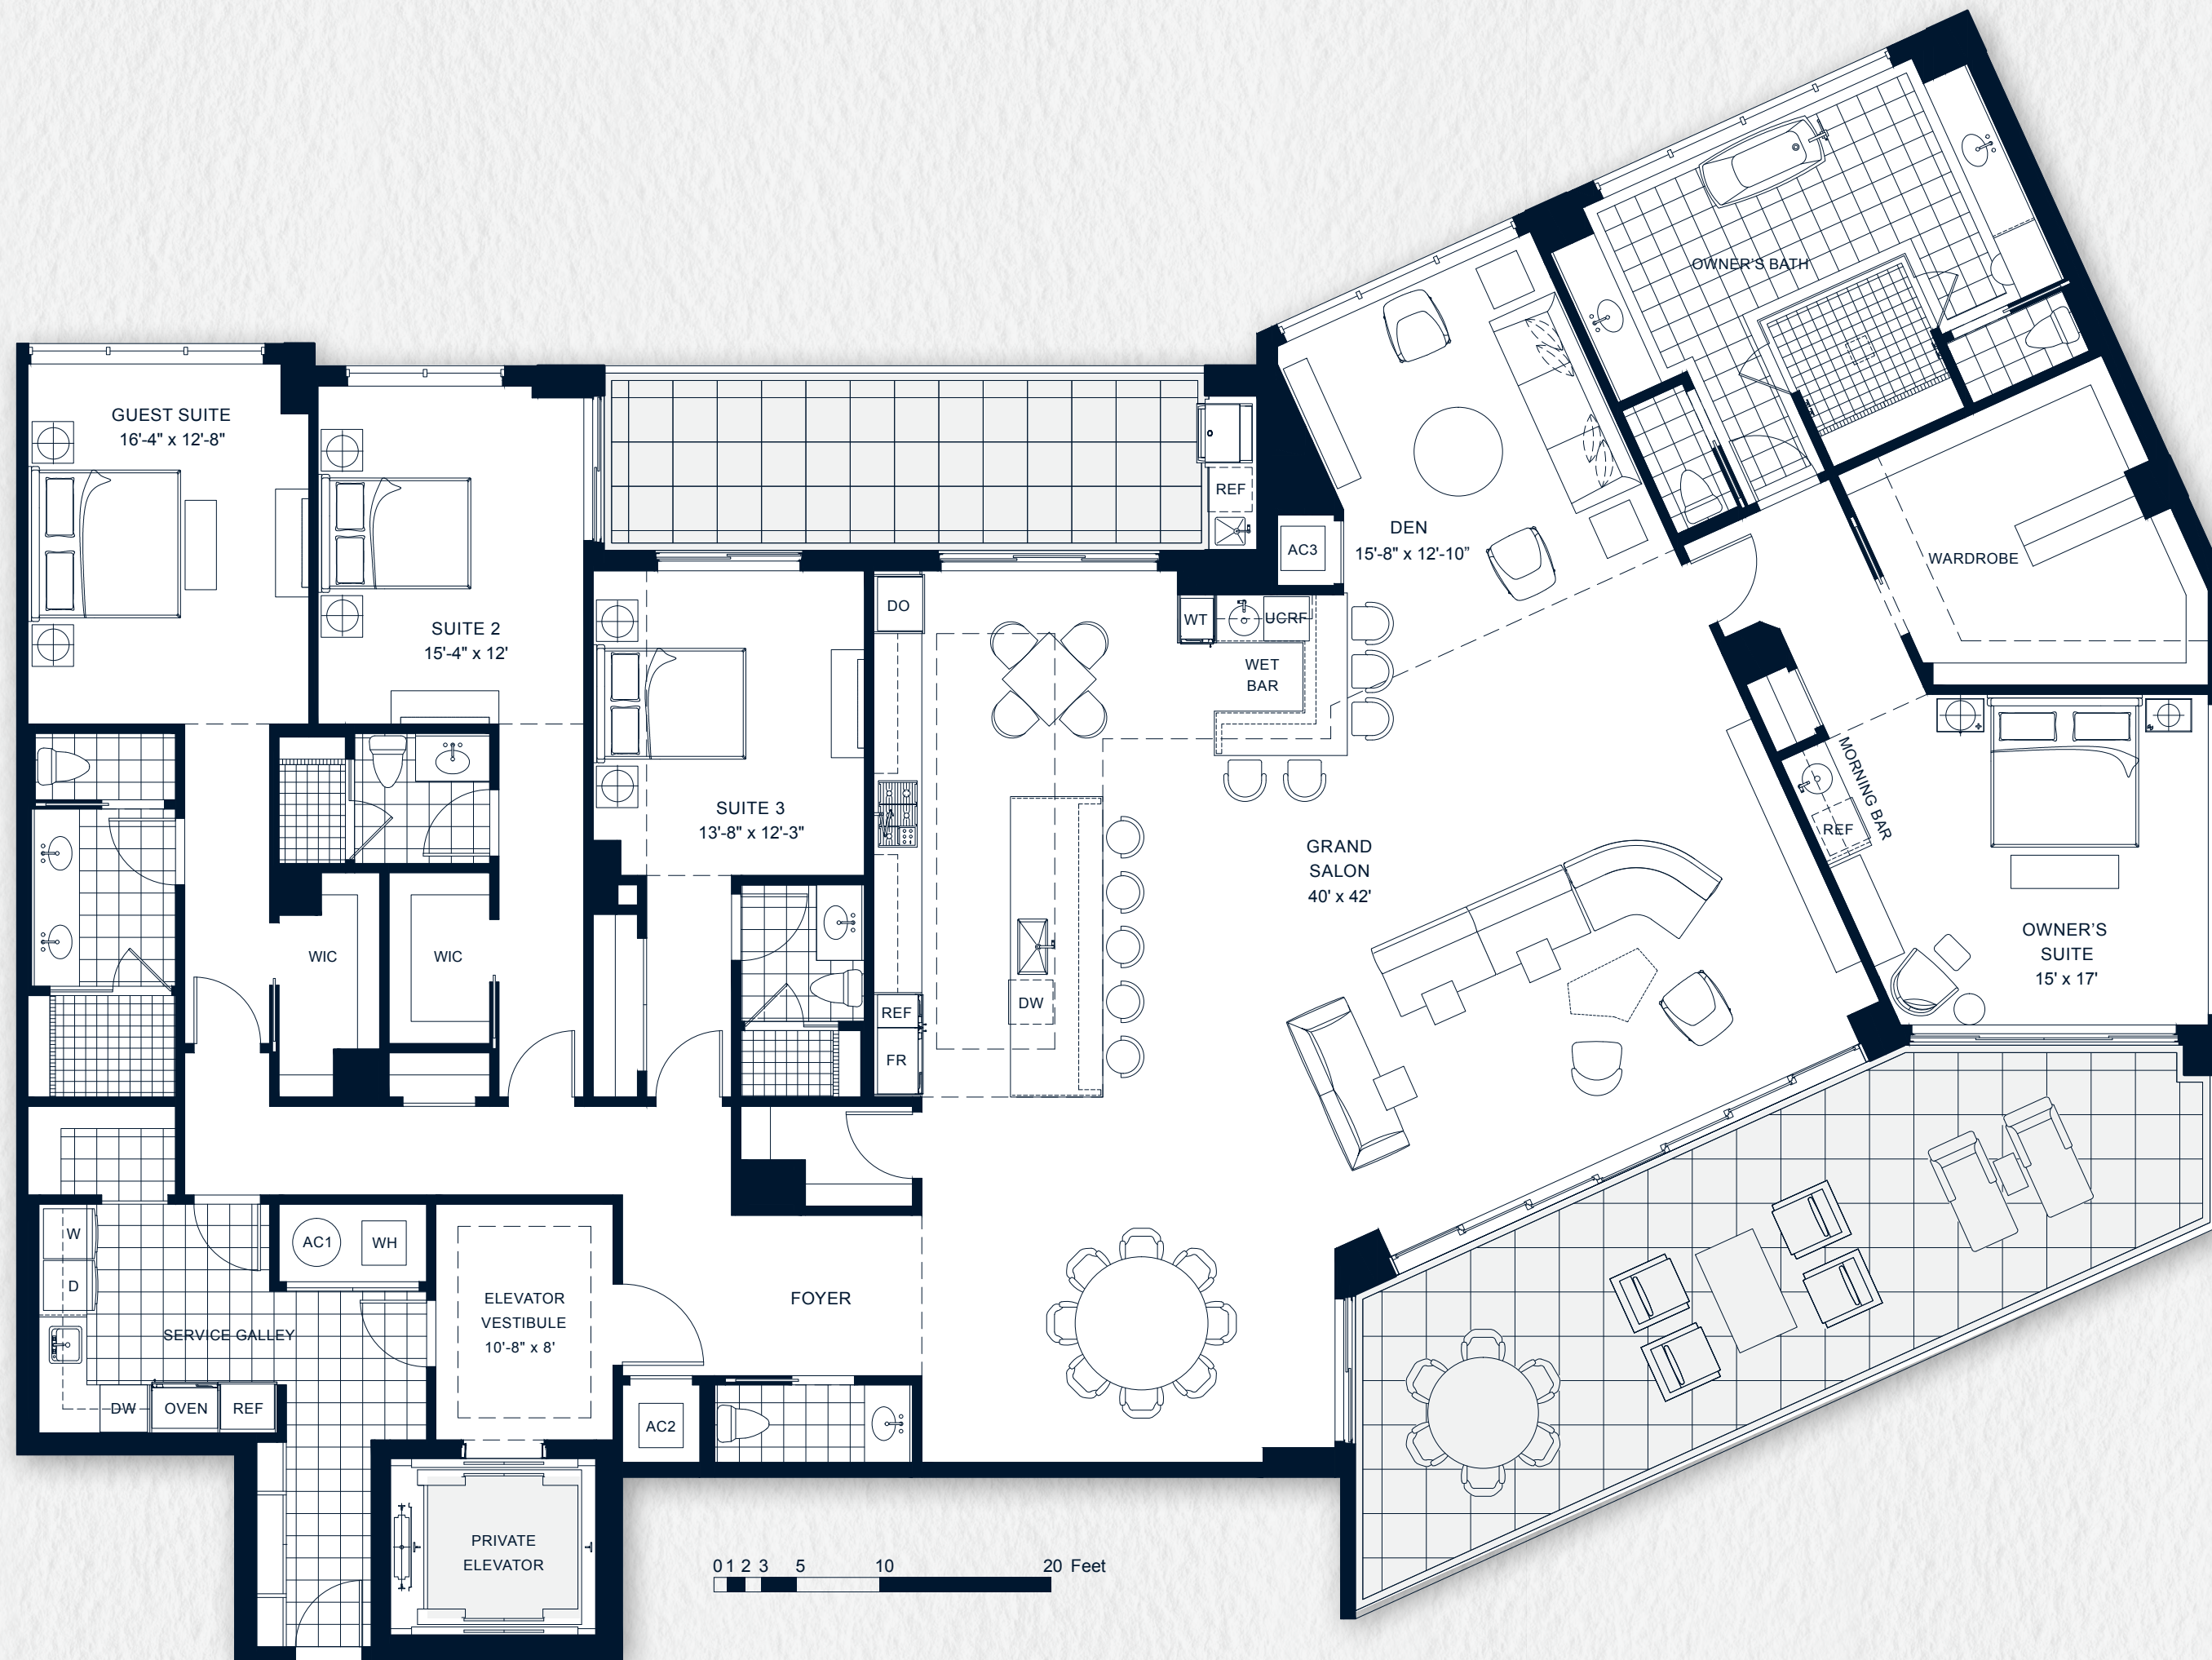 OWNER'S BATH
GUEST SUITE
16'-4" x 12'-8"
REF
AC3
DEN
15'-8" x 12'-10”
WARDROBE
DO
WT
UCRF
WET
BAR
SUITE 2
15'-4" x 12'
MORNING BAR
REF
SUITE 3
13'-8" x 12'-3"
GRAND
SALON
40' x 42'
OWNER'S
SUITE
15' x 17'
WIC
WIC
DW
REF
FR
W
D
AC1
WH
SERVICE GALLEY
ELEVATOR
VESTIBULE
10'-8" x 8'
FOYER
DW
OVEN
REF
AC2
PRIVATE
ELEVATOR
0 1 2 3 5 10 20 Feet